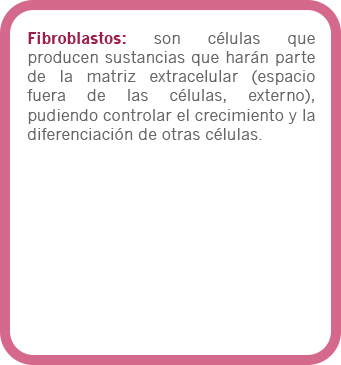 Fibroblastos: son células que
producen sustancias que harán parte
de la matriz extracelular (espacio
fuera de las células, externo),
pudiendo controlar el crecimiento y la
diferenciación de otras células.